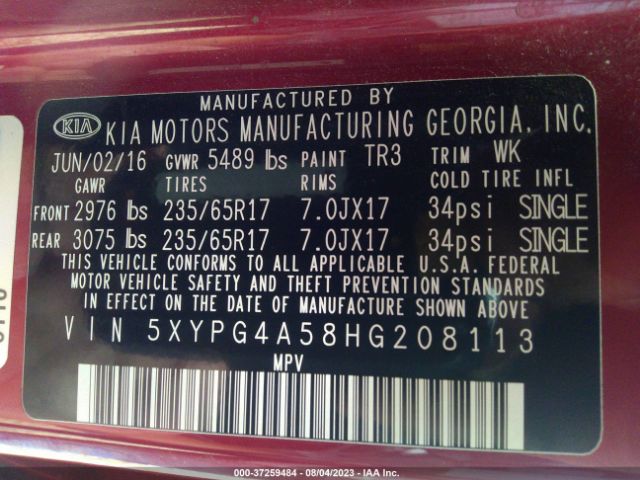 MANUFACTURED BY
KIA KIA MOTORS MANUFACTURING GEORGIA, INC.
JUN/02/16 GVWR 5489 lbs PAINT TR3 TRIM WK
GAWR TIRES RIMS COLD TIRE INFL
FRONT 2976 lbs 235/65R17 7.0JX17 34psi SINGLE
REAR 3075 lbs 235/65R17 7.0JX17 34psi SINGLE
THIS VEHICLE CONFORMS TO ALL APPLICABLE U.S.A. FEDERAL
MOTOR VEHICLE SAFETY AND THEFT PREVENTION STANDARDS
IN EFFECT ON THE DATE OF MANUFACTURE SHOWN ABOVE.
VIN 5XYPG4A58HG208113
MPV
000-37259484 - 08/04/2023 - IAA Inc.